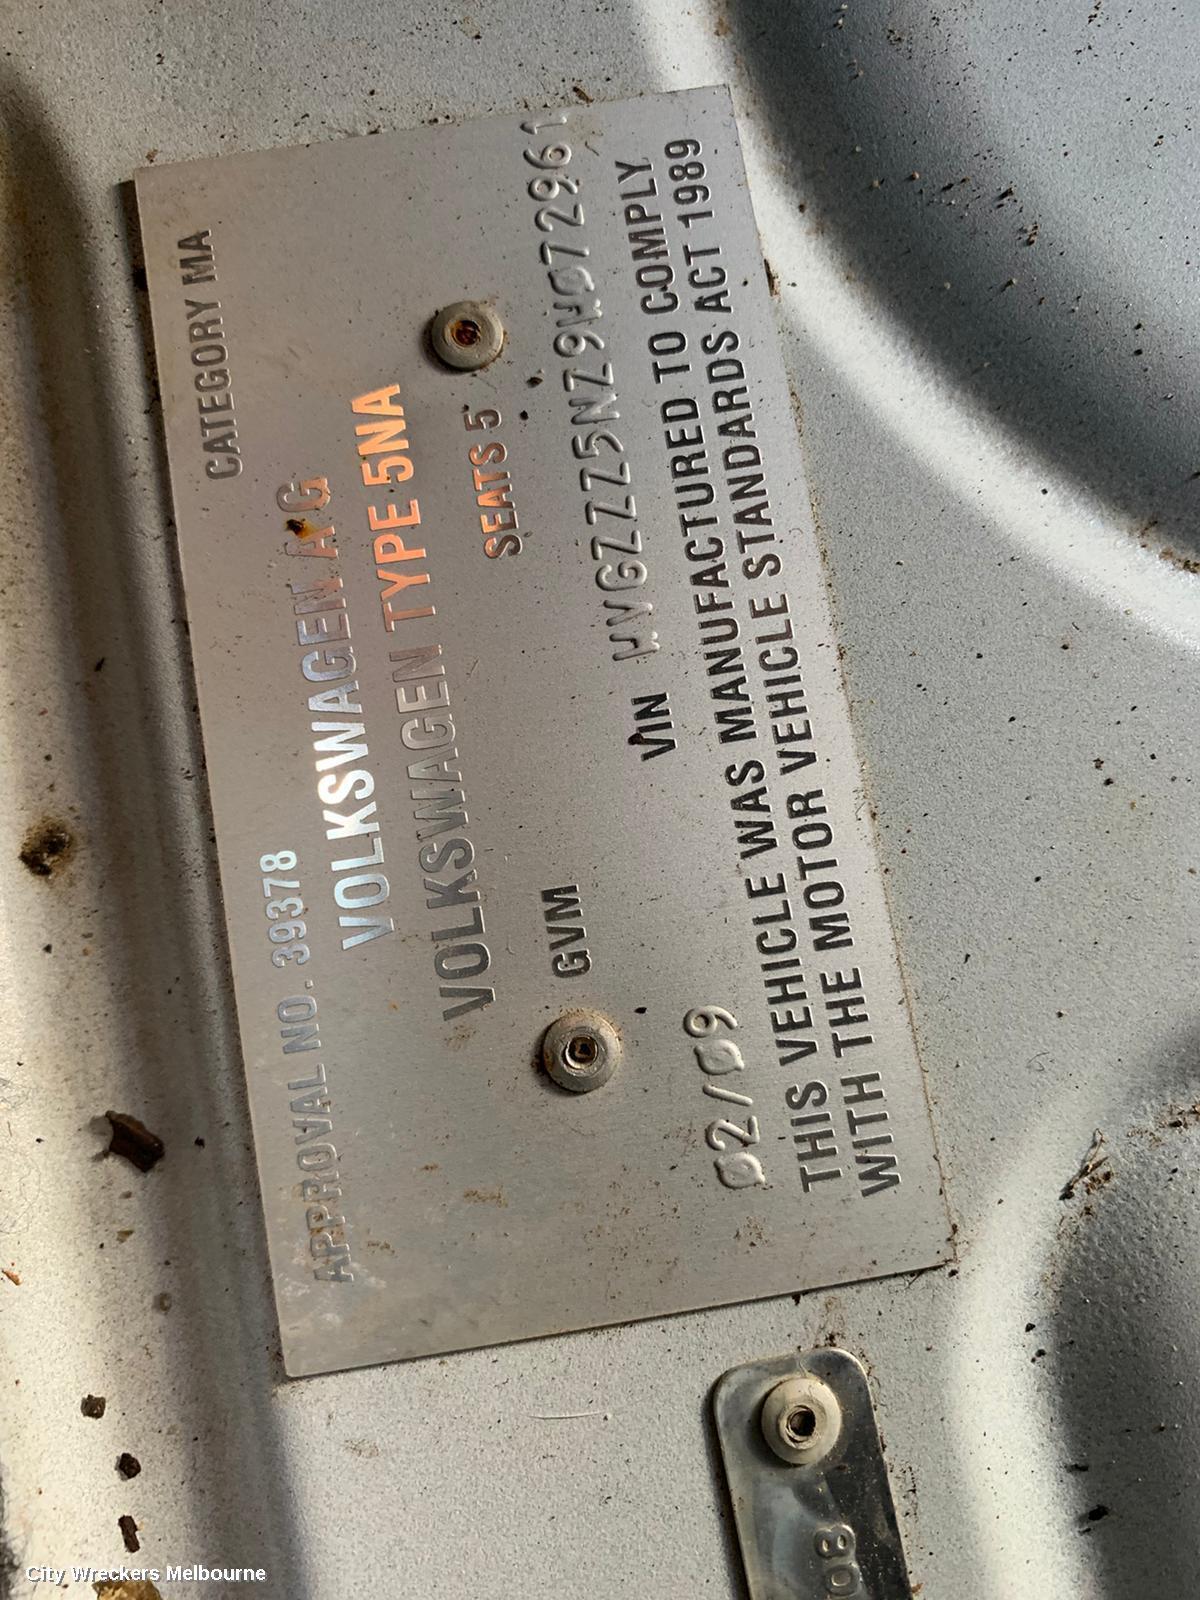 APPROVAL NO. 39378 CATEGORY MA
VOLKSWAGEN AG
VOLKSWAGEN TYPE 5NA
GVM SEATS 5
02/09 VIN WVGZZZ5NZ9W072961
THIS VEHICLE WAS MANUFACTURED TO COMPLY
WITH THE MOTOR VEHICLE STANDARDS ACT 1989
08
City Wreckers Melbourne